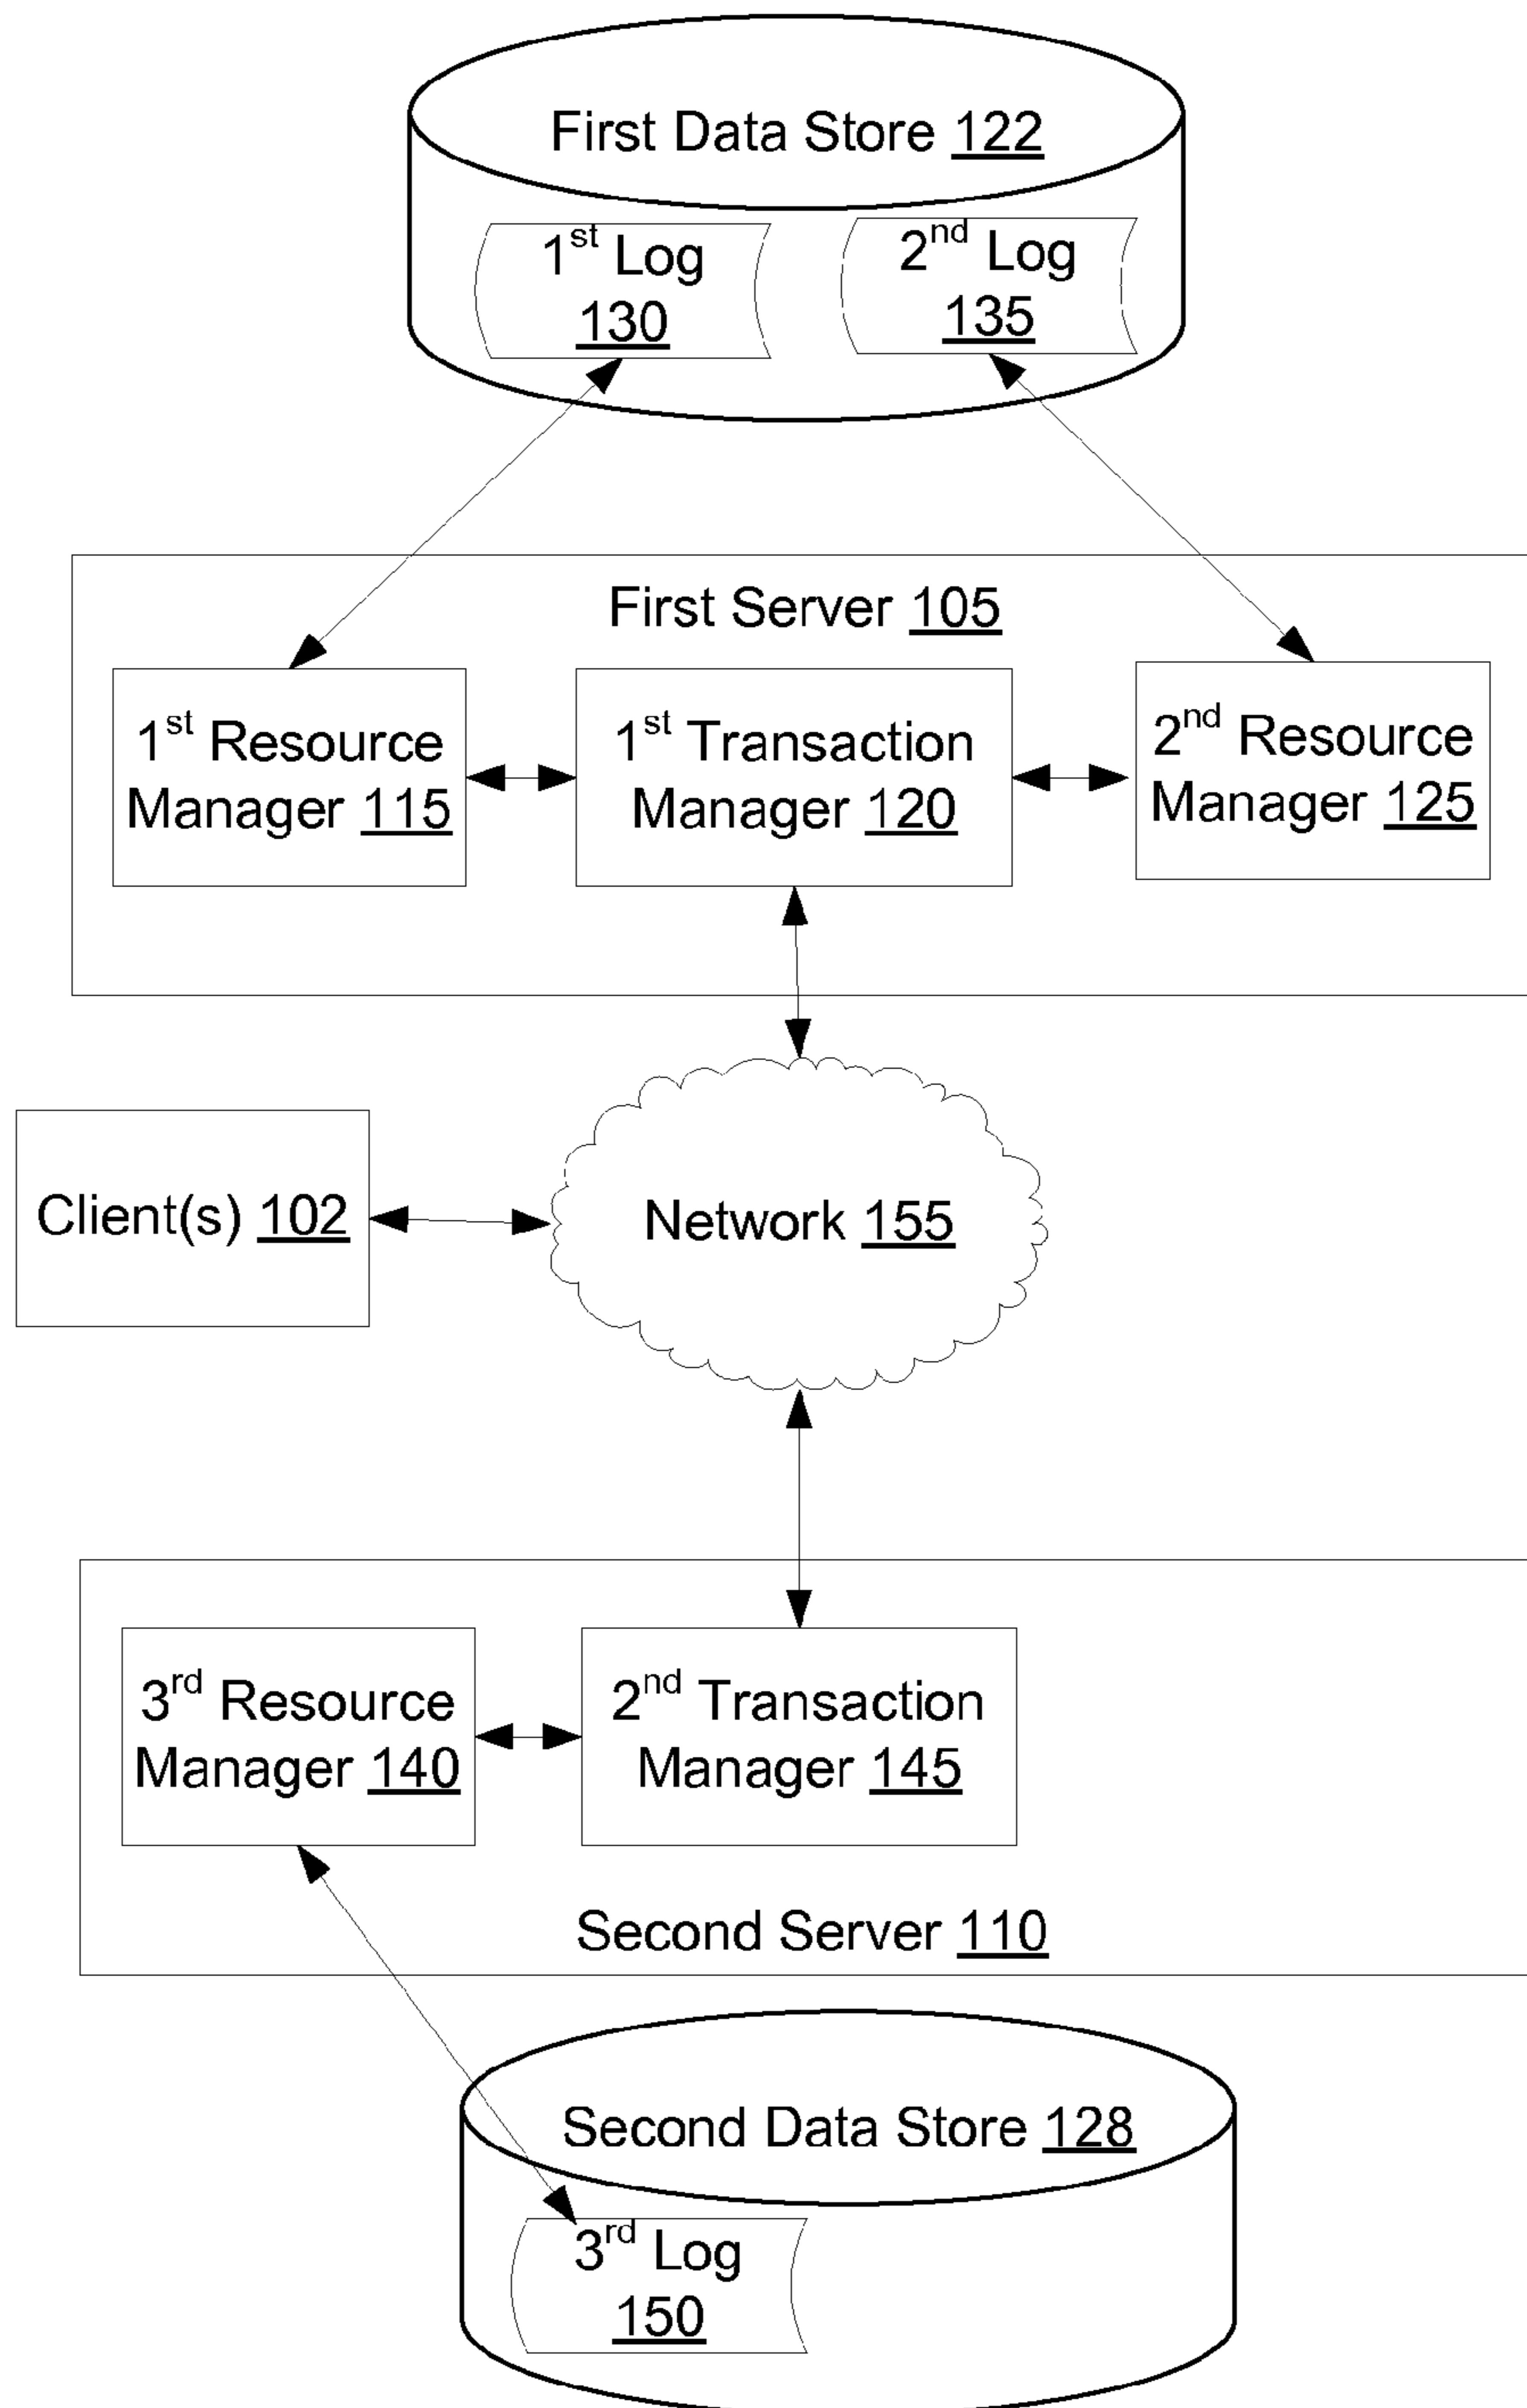 First Data Store 122
1st Log
130
2nd Log
135
First Server 105
1st Resource
Manager 115
1st Transaction
Manager 120
2nd Resource
Manager 125
Client(s) 102
Network 155
3rd Resource
Manager 140
2nd Transaction
Manager 145
Second Server 110
Second Data Store 128
3rd Log
150